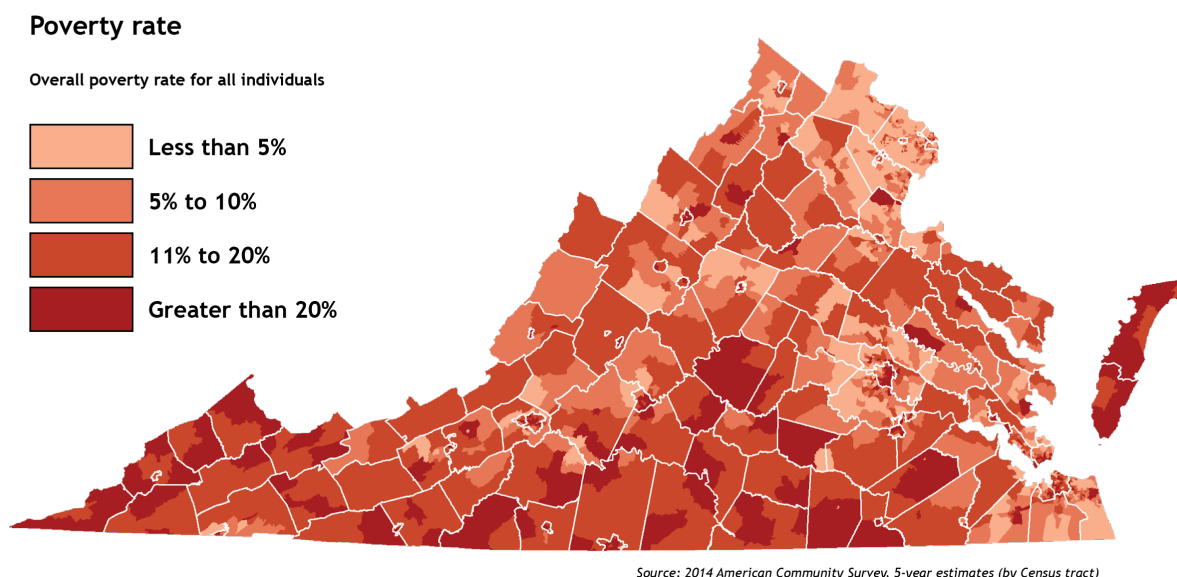 Poverty rate
Overall poverty rate for all individuals
Less than 5%
5% to 10%
11% to 20%
Greater than 20%
Source: 2014 American Community Survey, 5-year estimates (by Census tract)